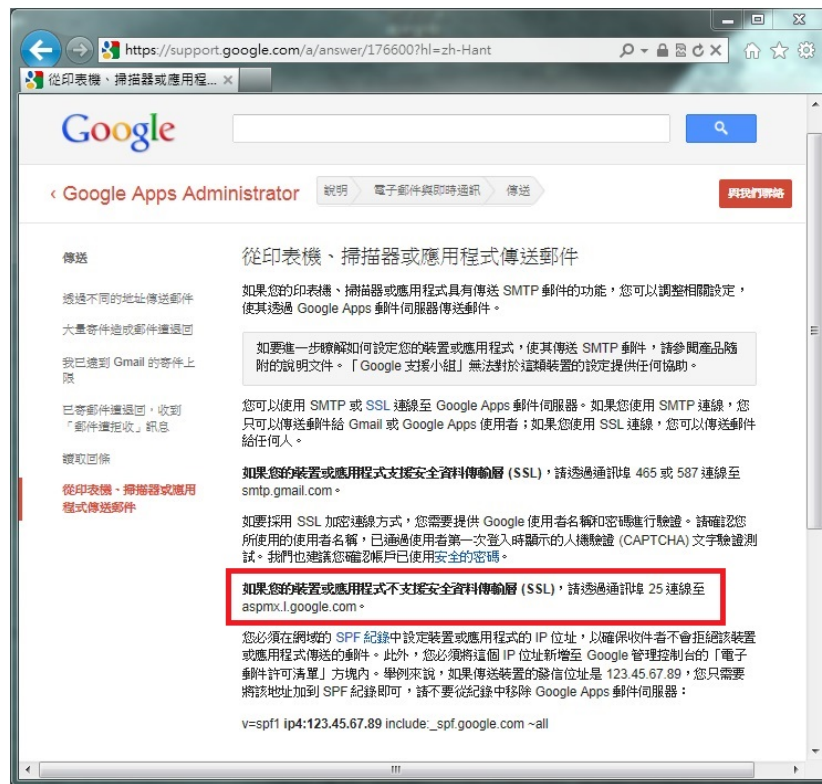 https://support.google.com/a/answer/176600?hl=zh-Hant
從印表機、掃描器或應用程...
Google
‹ Google Apps Administrator
說明
電子郵件與即時通訊
傳送
與我們聯絡
傳送
透過不同的地址傳送郵件
大量寄件造成郵件遭退回
我已達到 Gmail 的寄件上
限
已寄郵件遭退回,收到
「郵件遭拒收」訊息
讀取回條
從印表機、掃描器或應用
程式傳送郵件
從印表機、掃描器或應用程式傳送郵件
如果您的印表機、掃描器或應用程式具有傳送 SMTP 郵件的功能,您可以調整相關設定,
使其透過 Google Apps 郵件伺服器傳送郵件。
如要進一步瞭解如何設定您的裝置或應用程式,使其傳送 SMTP 郵件,請參閱產品隨
附的說明文件。「Google 支援小組」無法對於這類裝置的設定提供任何協助。
您可以使用 SMTP 或 SSL 連線至 Google Apps 郵件伺服器。如果您使用 SMTP 連線,您
只可以傳送郵件給 Gmail 或 Google Apps 使用者;如果您使用 SSL 連線,您可以傳送郵件
給任何人。
如果您的裝置或應用程式支援安全資料傳輸層 (SSL),請透過通訊埠 465 或 587 連線至
smtp.gmail.com。
如要採用 SSL 加密連線方式,您需要提供 Google 使用者名稱和密碼進行驗證。請確認您
所使用的使用者名稱,已通過使用者第一次登入時顯示的人機驗證 (CAPTCHA) 文字驗證測
試。我們也建議您確認帳戶已使用安全的密碼。
如果您的裝置或應用程式不支援安全資料傳輸層 (SSL),請透過通訊埠 25 連線至
aspmx.l.google.com。
您必須在網域的 SPF 紀錄中設定裝置或應用程式的 IP 位址,以確保收件者不會拒絕該裝置
或應用程式傳送的郵件。此外,您必須將這個 IP 位址新增至 Google 管理控制台的「電子
郵件許可清單」方塊內。舉例來說,如果傳送裝置的發信位址是 123.45.67.89,您只需要
將該地址加到 SPF 紀錄即可,請不要從紀錄中移除 Google Apps 郵件伺服器:
v=spf1 ip4:123.45.67.89 include:_spf.google.com ~all